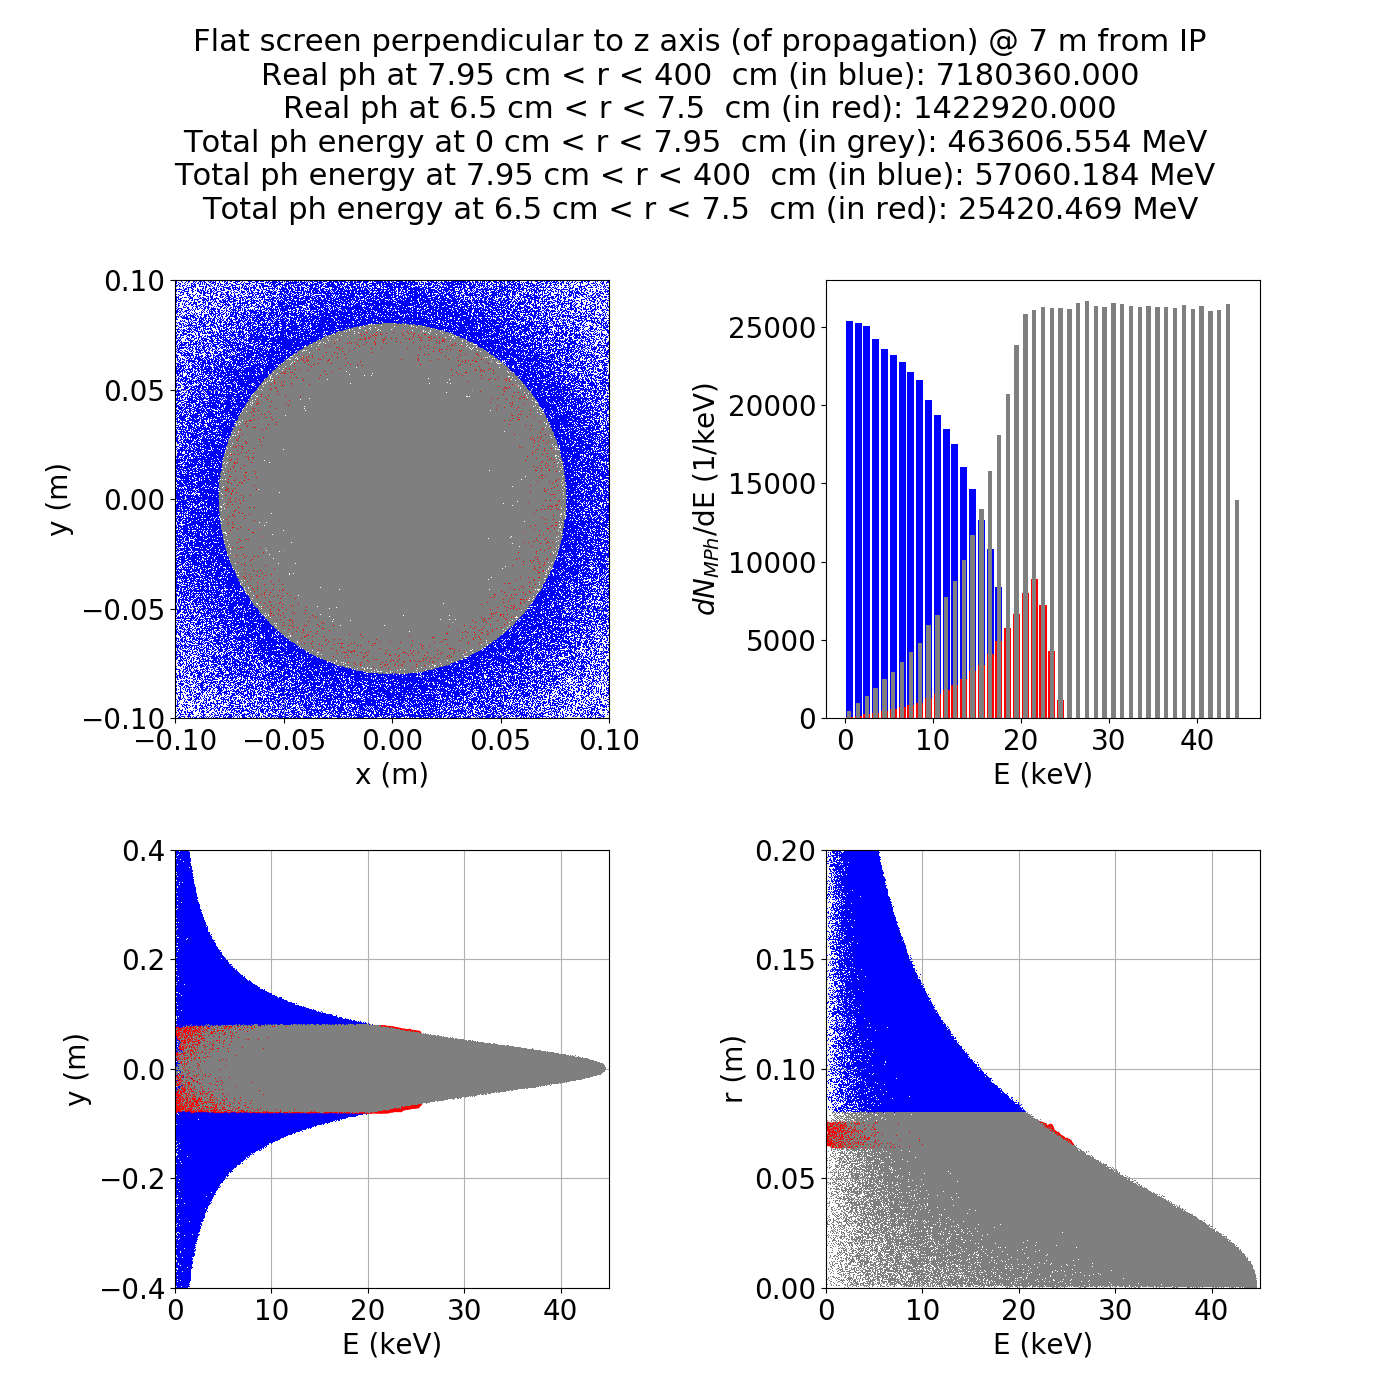 Flat screen perpendicular to z axis (of propagation) @ 7 m from IP
Real ph at 7.95 cm < r < 400  cm (in blue): 7180360.000
Real ph at 6.5 cm < r < 7.5  cm (in red): 1422920.000
Total ph energy at 0 cm < r < 7.95  cm (in grey): 463606.554 MeV
Total ph energy at 7.95 cm < r < 400  cm (in blue): 57060.184 MeV
Total ph energy at 6.5 cm < r < 7.5  cm (in red): 25420.469 MeV
0.10
0.05
0.00
−0.05
−0.10
y (m)
−0.10 −0.05 0.00 0.05 0.10
x (m)
25000
20000
15000
10000
5000
0
dN_MPh/dE (1/keV)
0 10 20 30 40
E (keV)
0.4
0.2
0.0
−0.2
−0.4
y (m)
0 10 20 30 40
E (keV)
0.20
0.15
0.10
0.05
0.00
r (m)
0 10 20 30 40
E (keV)